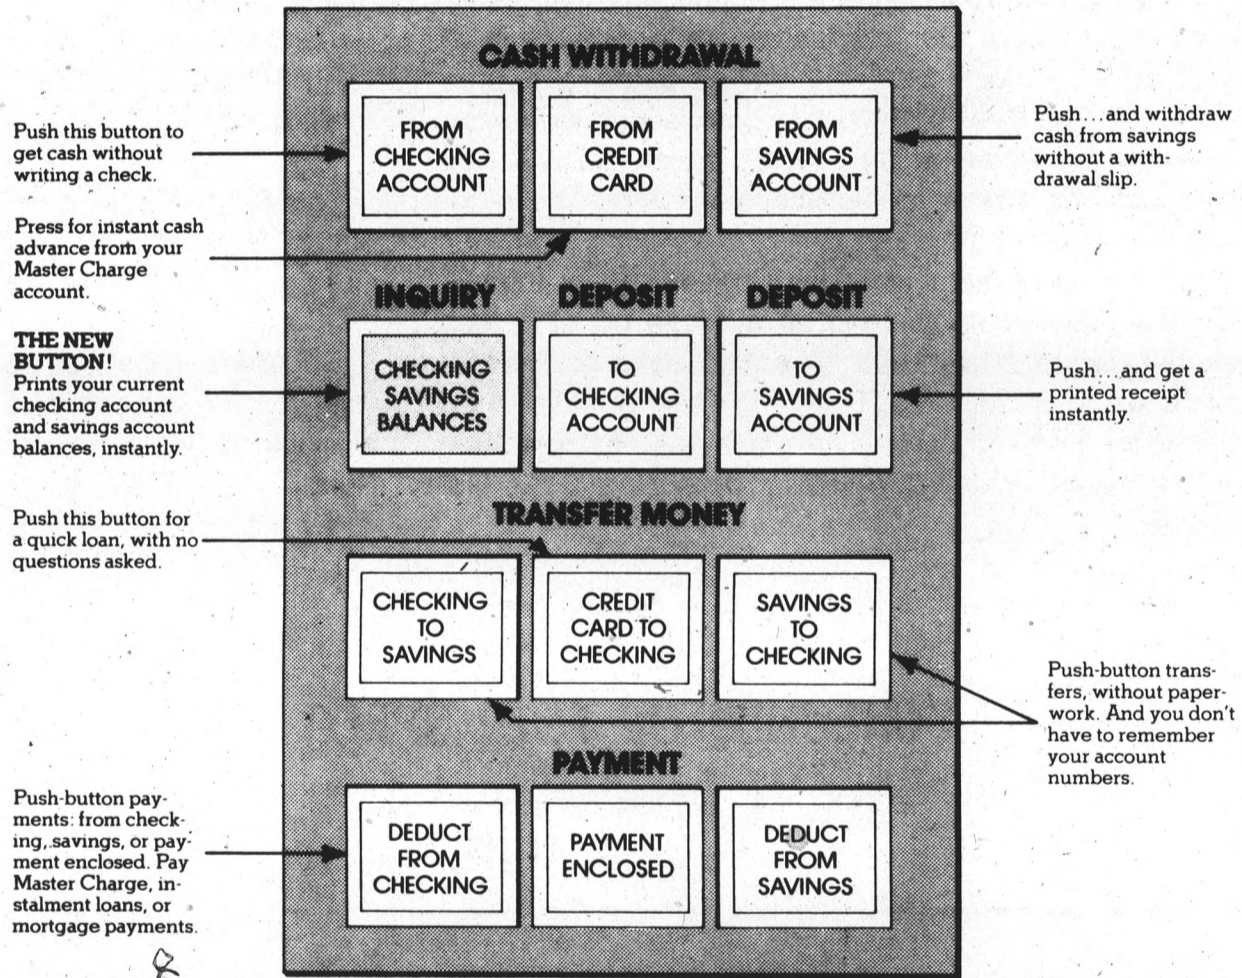 CASH WITHDRAWAL
Push this button to
get cash without
writing a check.
FROM
CHECKING
ACCOUNT
FROM
CREDIT
CARD
FROM
SAVINGS
ACCOUNT
Push...and withdraw
cash from savings
without a with-
drawal slip.
Press for instant cash
advance from your
Master Charge
account.
INQUIRY
DEPOSIT
DEPOSIT
THE NEW
BUTTON!
Prints your current
checking account
and savings account
balances, instantly.
CHECKING
SAVINGS
BALANCES
TO
CHECKING
ACCOUNT
TO
SAVINGS
ACCOUNT
Push...and get a
printed receipt
instantly.
TRANSFER MONEY
Push this button for
a quick loan, with no
questions asked.
CHECKING
TO
SAVINGS
CREDIT
CARD TO
CHECKING
SAVINGS
TO
CHECKING
Push-button trans-
fers, without paper-
work. And you don't
have to remember
your account
numbers.
PAYMENT
Push-button pay-
ments: from check-
ing, savings, or pay-
ment enclosed. Pay
Master Charge, in-
stalment loans, or
mortgage payments.
DEDUCT
FROM
CHECKING
PAYMENT
ENCLOSED
DEDUCT
FROM
SAVINGS